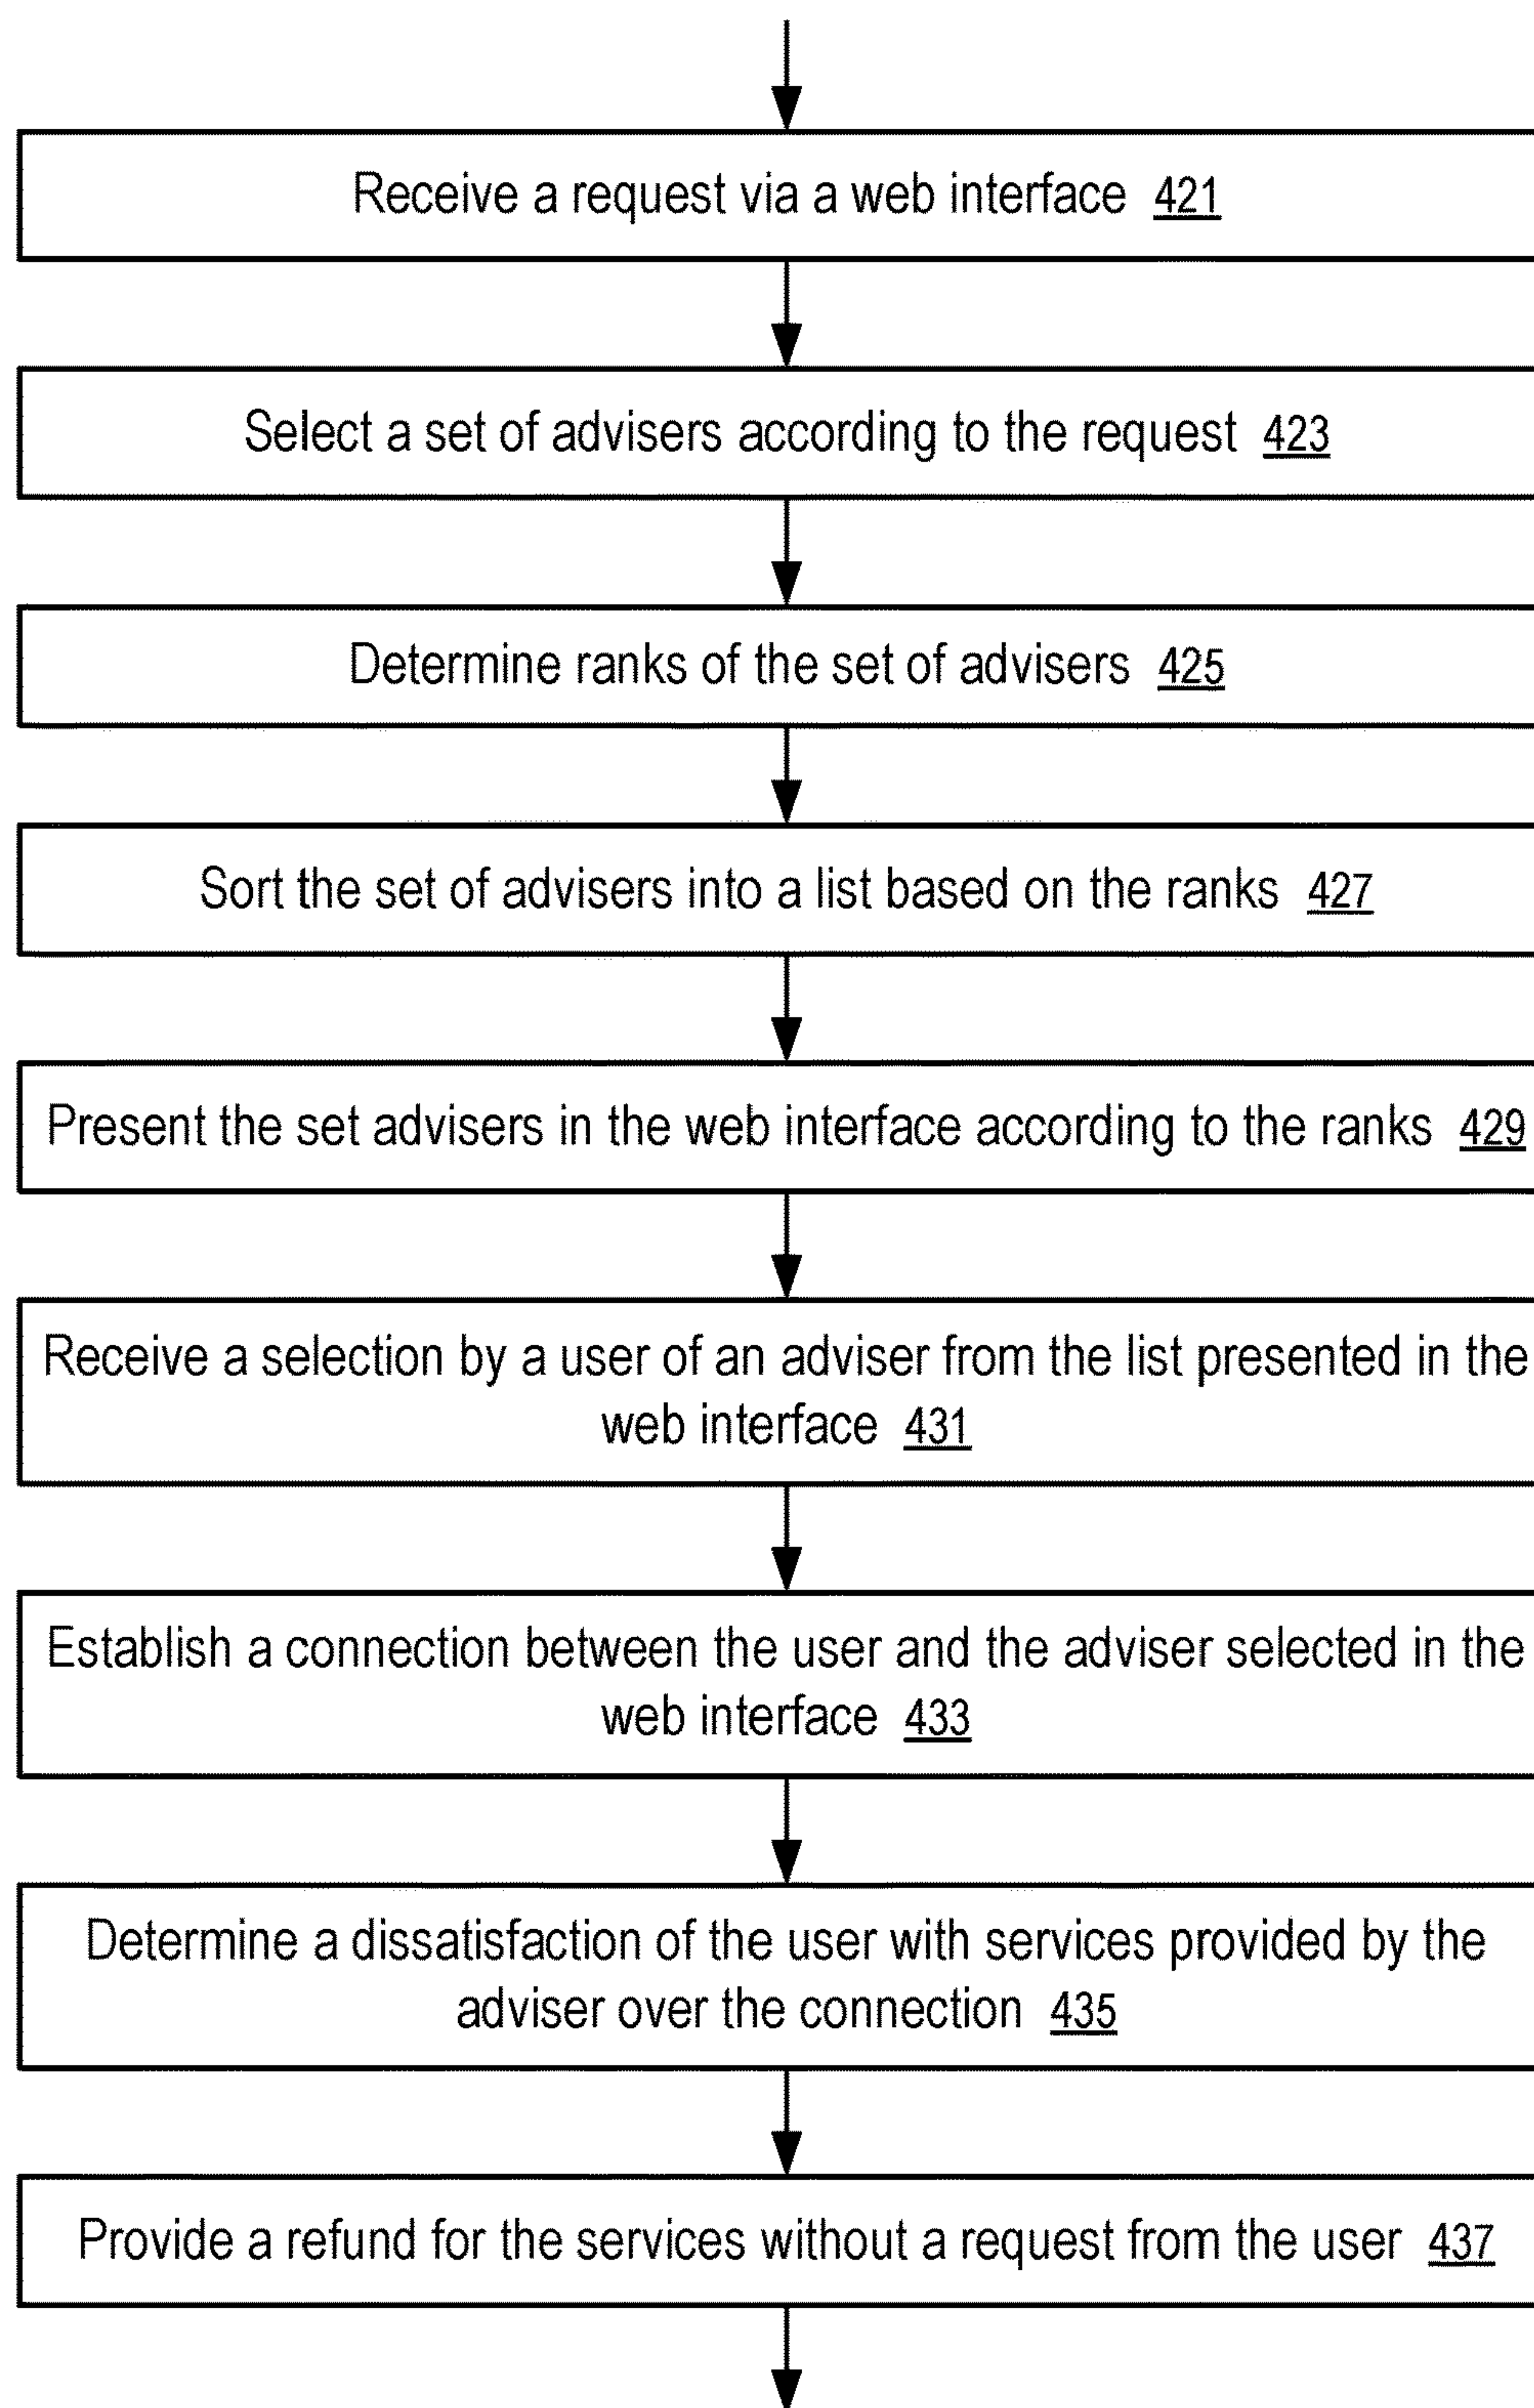 Receive a request via a web interface 421
Select a set of advisers according to the request 423
Determine ranks of the set of advisers 425
Sort the set of advisers into a list based on the ranks 427
Present the set advisers in the web interface according to the ranks 429
Receive a selection by a user of an adviser from the list presented in the
web interface 431
Establish a connection between the user and the adviser selected in the
web interface 433
Determine a dissatisfaction of the user with services provided by the
adviser over the connection 435
Provide a refund for the services without a request from the user 437